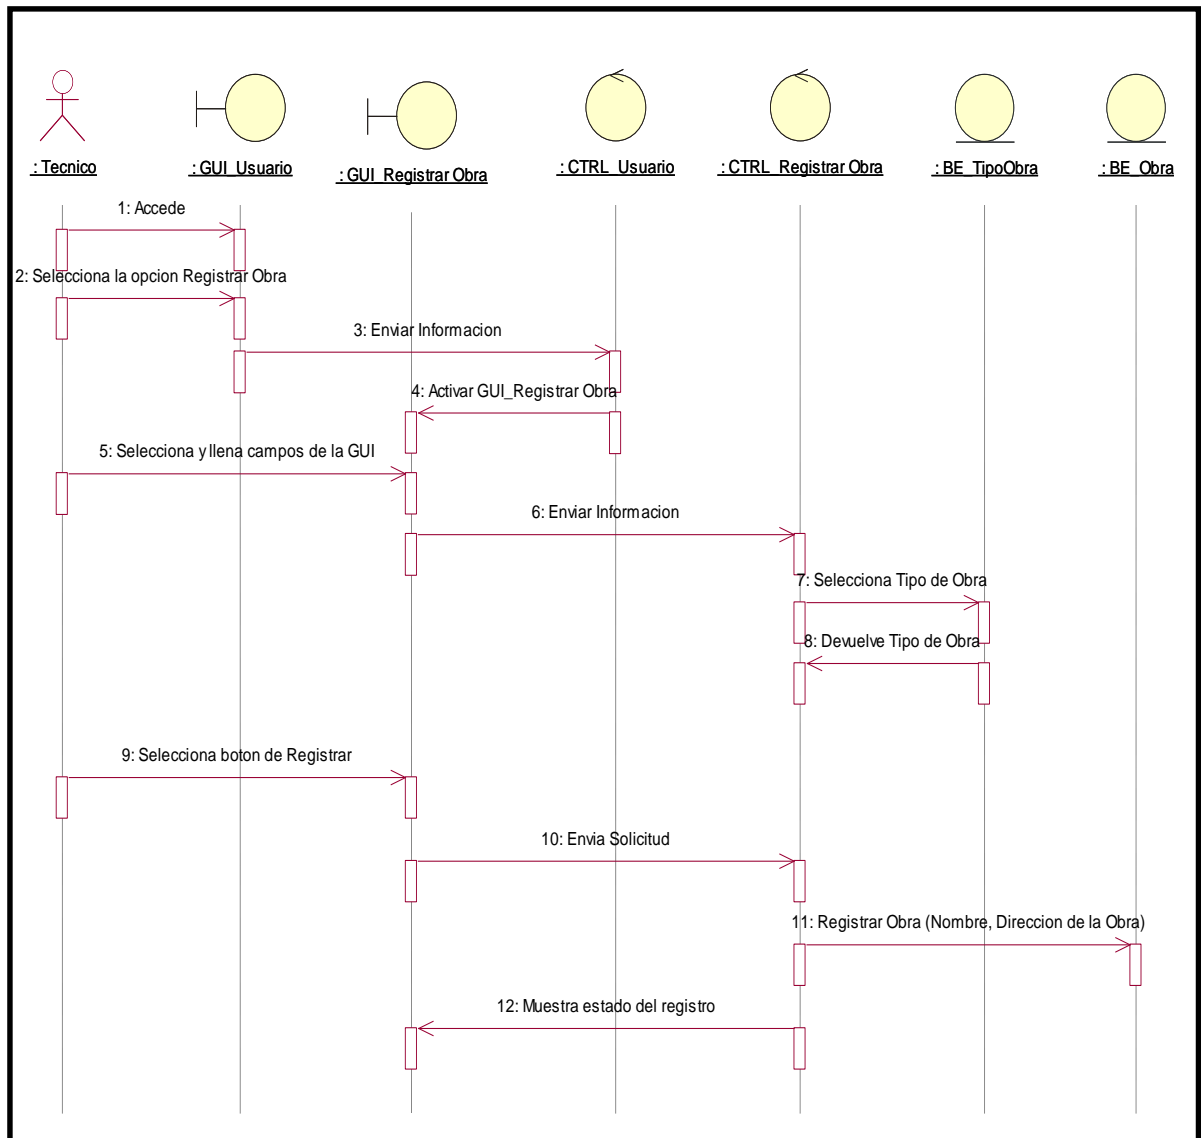 : Tecnico
: GUI_Usuario
: GUI_Registrar Obra
: CTRL_Usuario
: CTRL_Registrar Obra
: BE_TipoObra
: BE_Obra
1: Accede
2: Selecciona la opcion Registrar Obra
3: Enviar Informacion
4: Activar GUI_Registrar Obra
5: Selecciona y llena campos de la GUI
6: Enviar Informacion
7: Selecciona Tipo de Obra
8: Devuelve Tipo de Obra
9: Selecciona boton de Registrar
10: Envia Solicitud
11: Registrar Obra (Nombre, Direccion de la Obra)
12: Muestra estado del registro